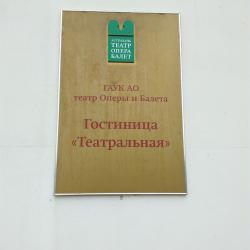 АСТРАХАНЬ
ТЕАТР
ОПЕРА
БАЛЕТ
ГАУК АО
театр Оперы и Балета
Гостиница
«Театральная»